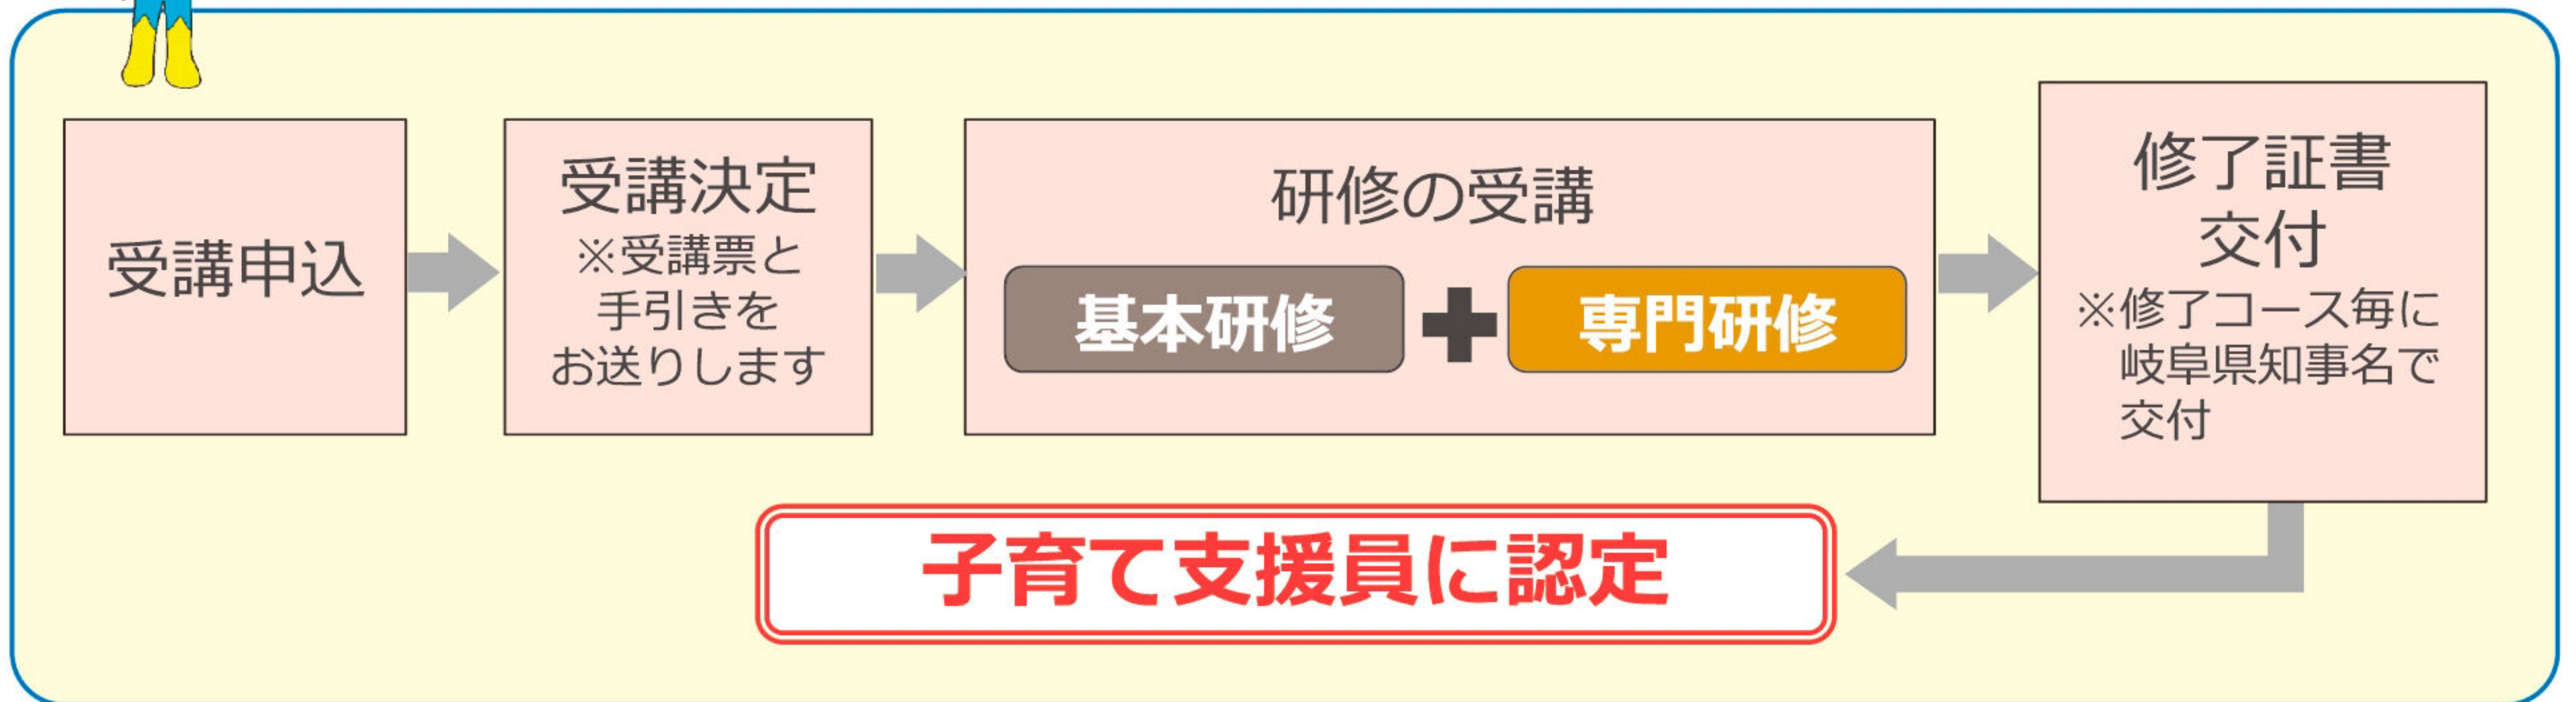 受講申込
受講決定
※受講票と
手引きを
お送りします
研修の受講
基本研修
専門研修
修了証書
交付
※修了コース毎に
岐阜県知事名で
交付
子育て支援員に認定